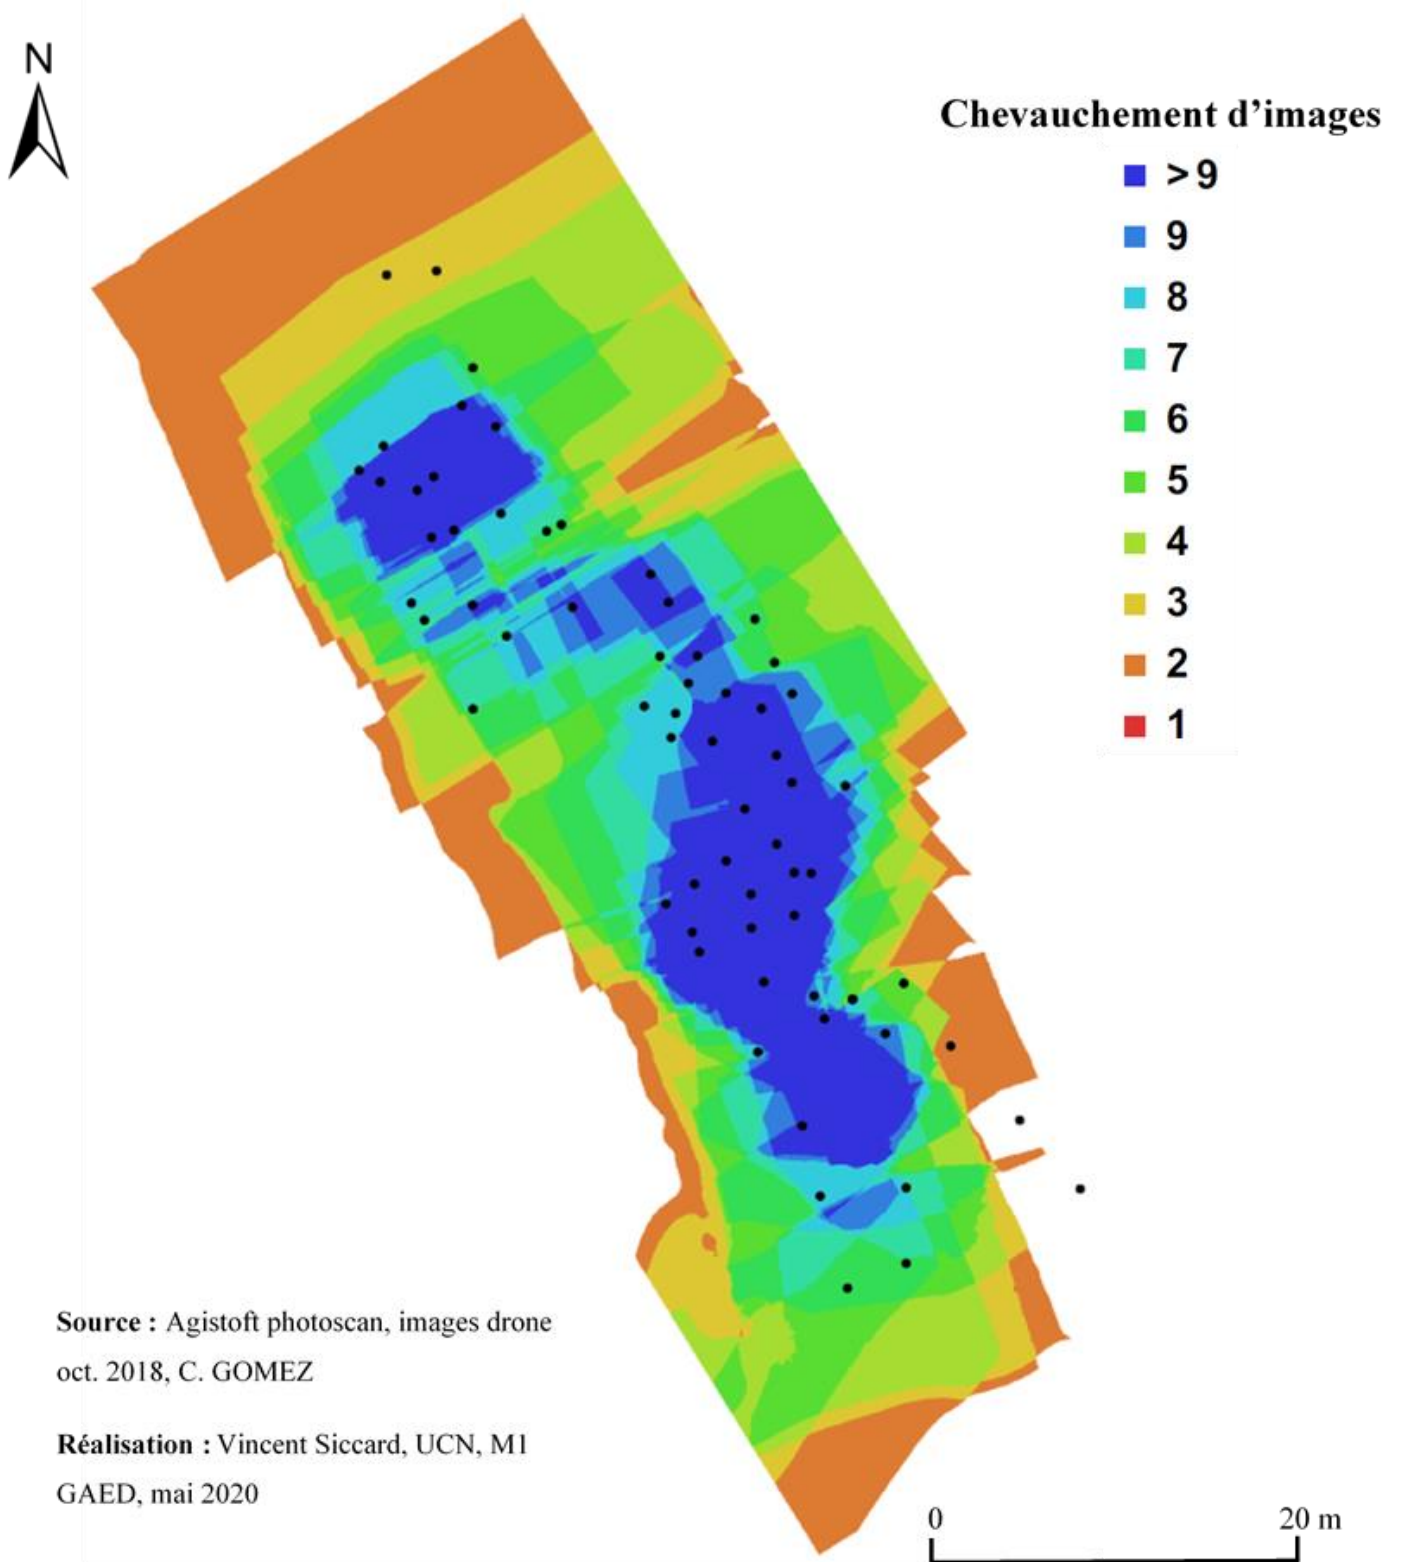 N
Chevauchement d’images
> 9
9
8
7
6
5
4
3
2
1
Source : Agistoft photoscan, images drone
oct. 2018, C. GOMEZ
Réalisation : Vincent Siccard, UCN, M1
GAED, mai 2020
0 20 m